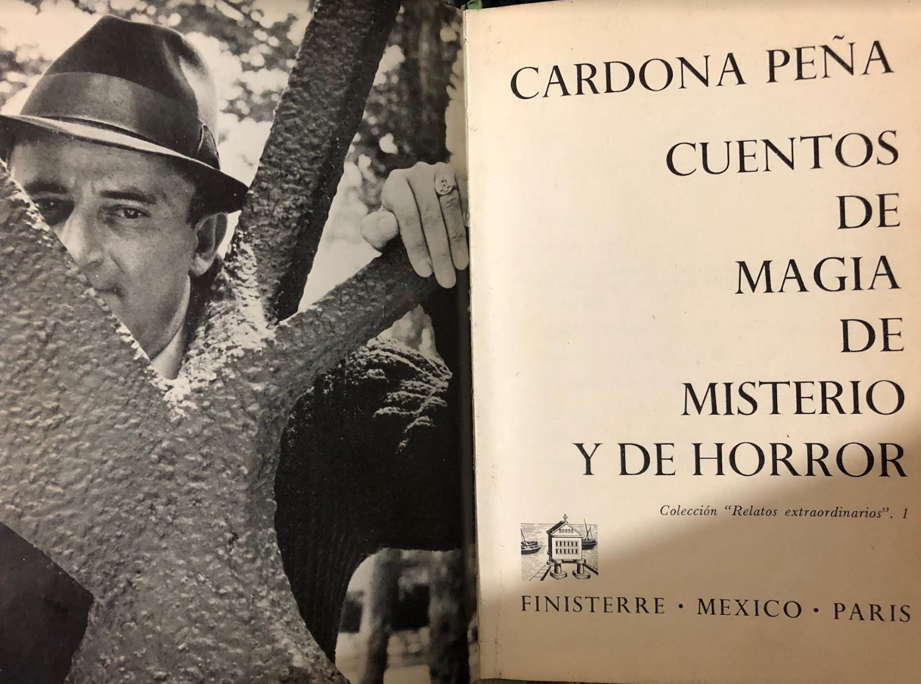 CARDONA PEÑA
CUENTOS
DE
MAGIA
DE
MISTERIO
Y DE HORROR
Colección "Relatos extraordinarios". 1
FINISTERRE • MEXICO • PARIS